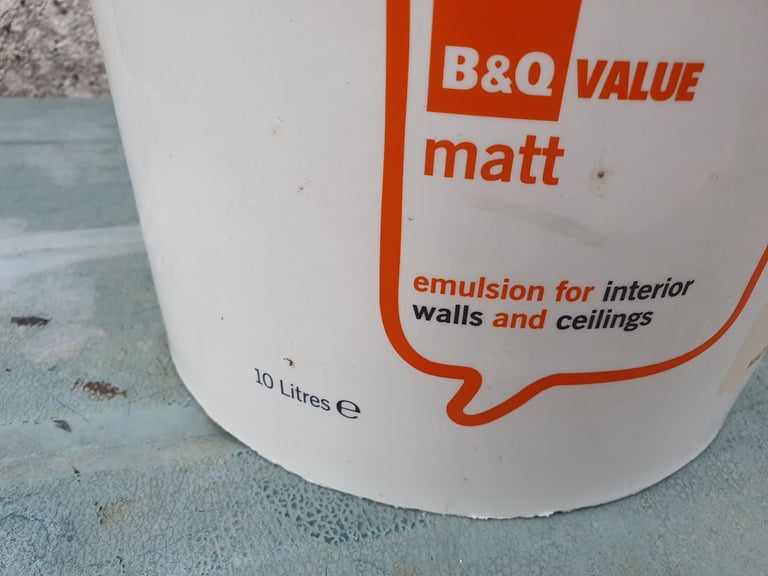 B&Q VALUE
matt
emulsion for interior
walls and ceilings
10 Litres ℮